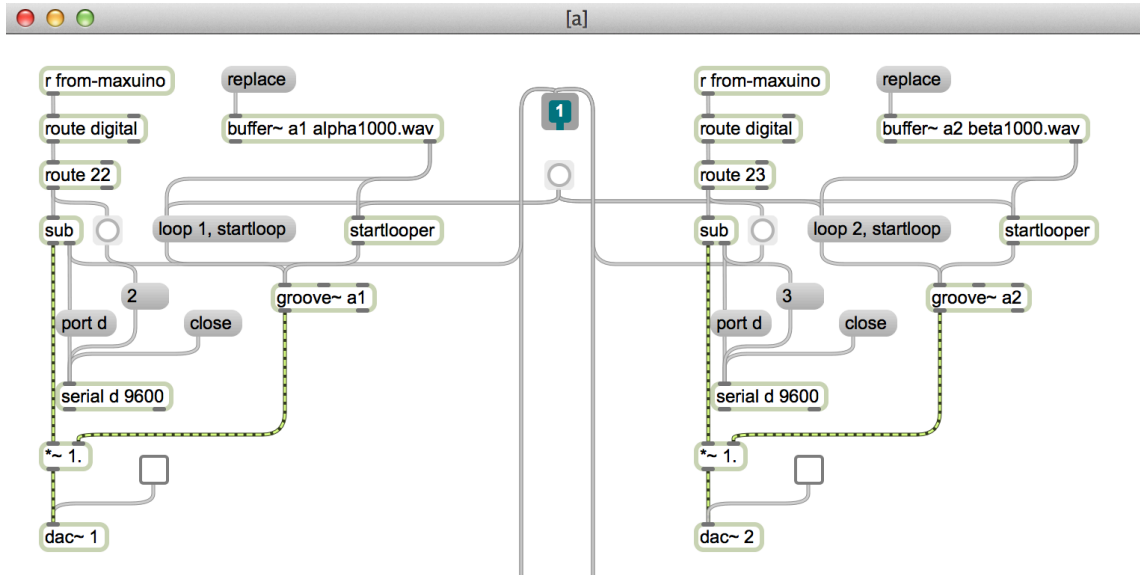 [a]
r from-maxuino
replace
route digital
buffer~ a1 alpha1000.wav
1
route 22
sub
loop 1, startloop
startlooper
2
groove~ a1
port d
close
serial d 9600
*~ 1.
dac~ 1
r from-maxuino
replace
route digital
buffer~ a2 beta1000.wav
route 23
sub
loop 2, startloop
startlooper
3
groove~ a2
port d
close
serial d 9600
*~ 1.
dac~ 2